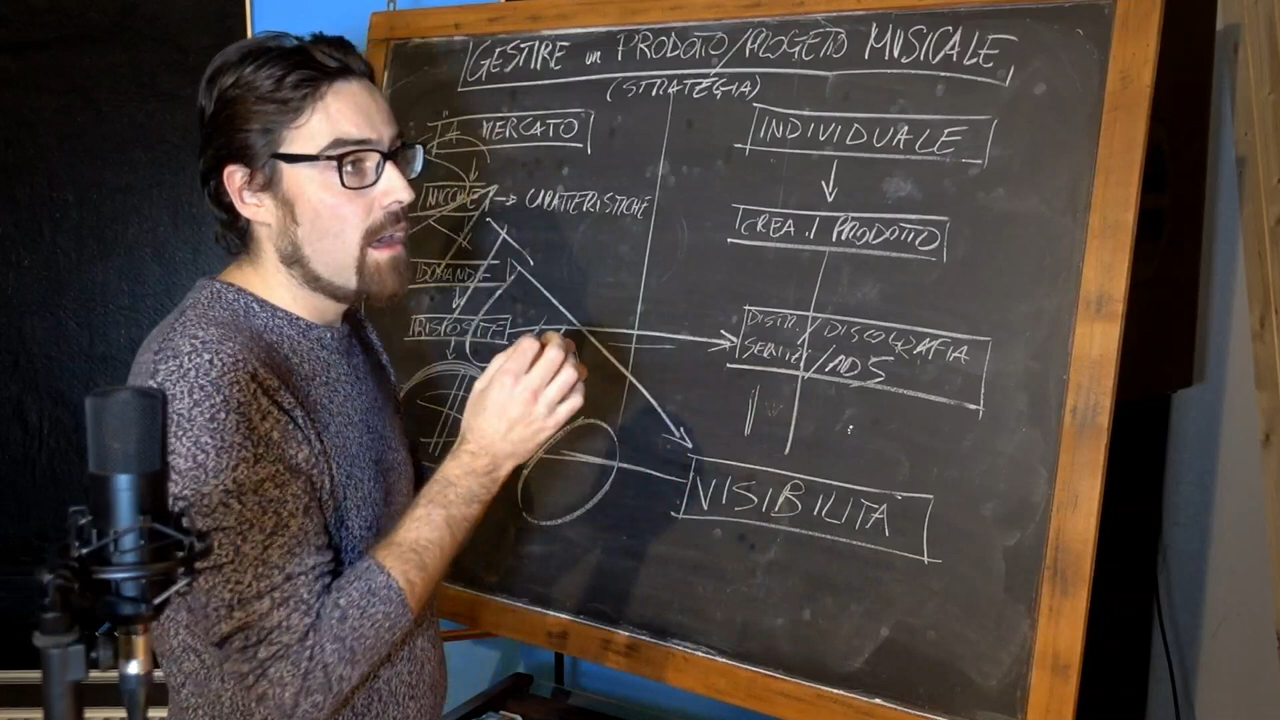 GESTIRE un PRODOTTO/PROGETTO MUSICALE
(STRATEGIA)
"A MERCATO
INDIVIDUALE
NICCHIE → CARATTERISTICHE
CREA IL PRODOTTO
DOMANDE
RISPOSTE
DISTR. / DISCOGRAFIA
SERVIZI / ADS
VISIBILITÀ